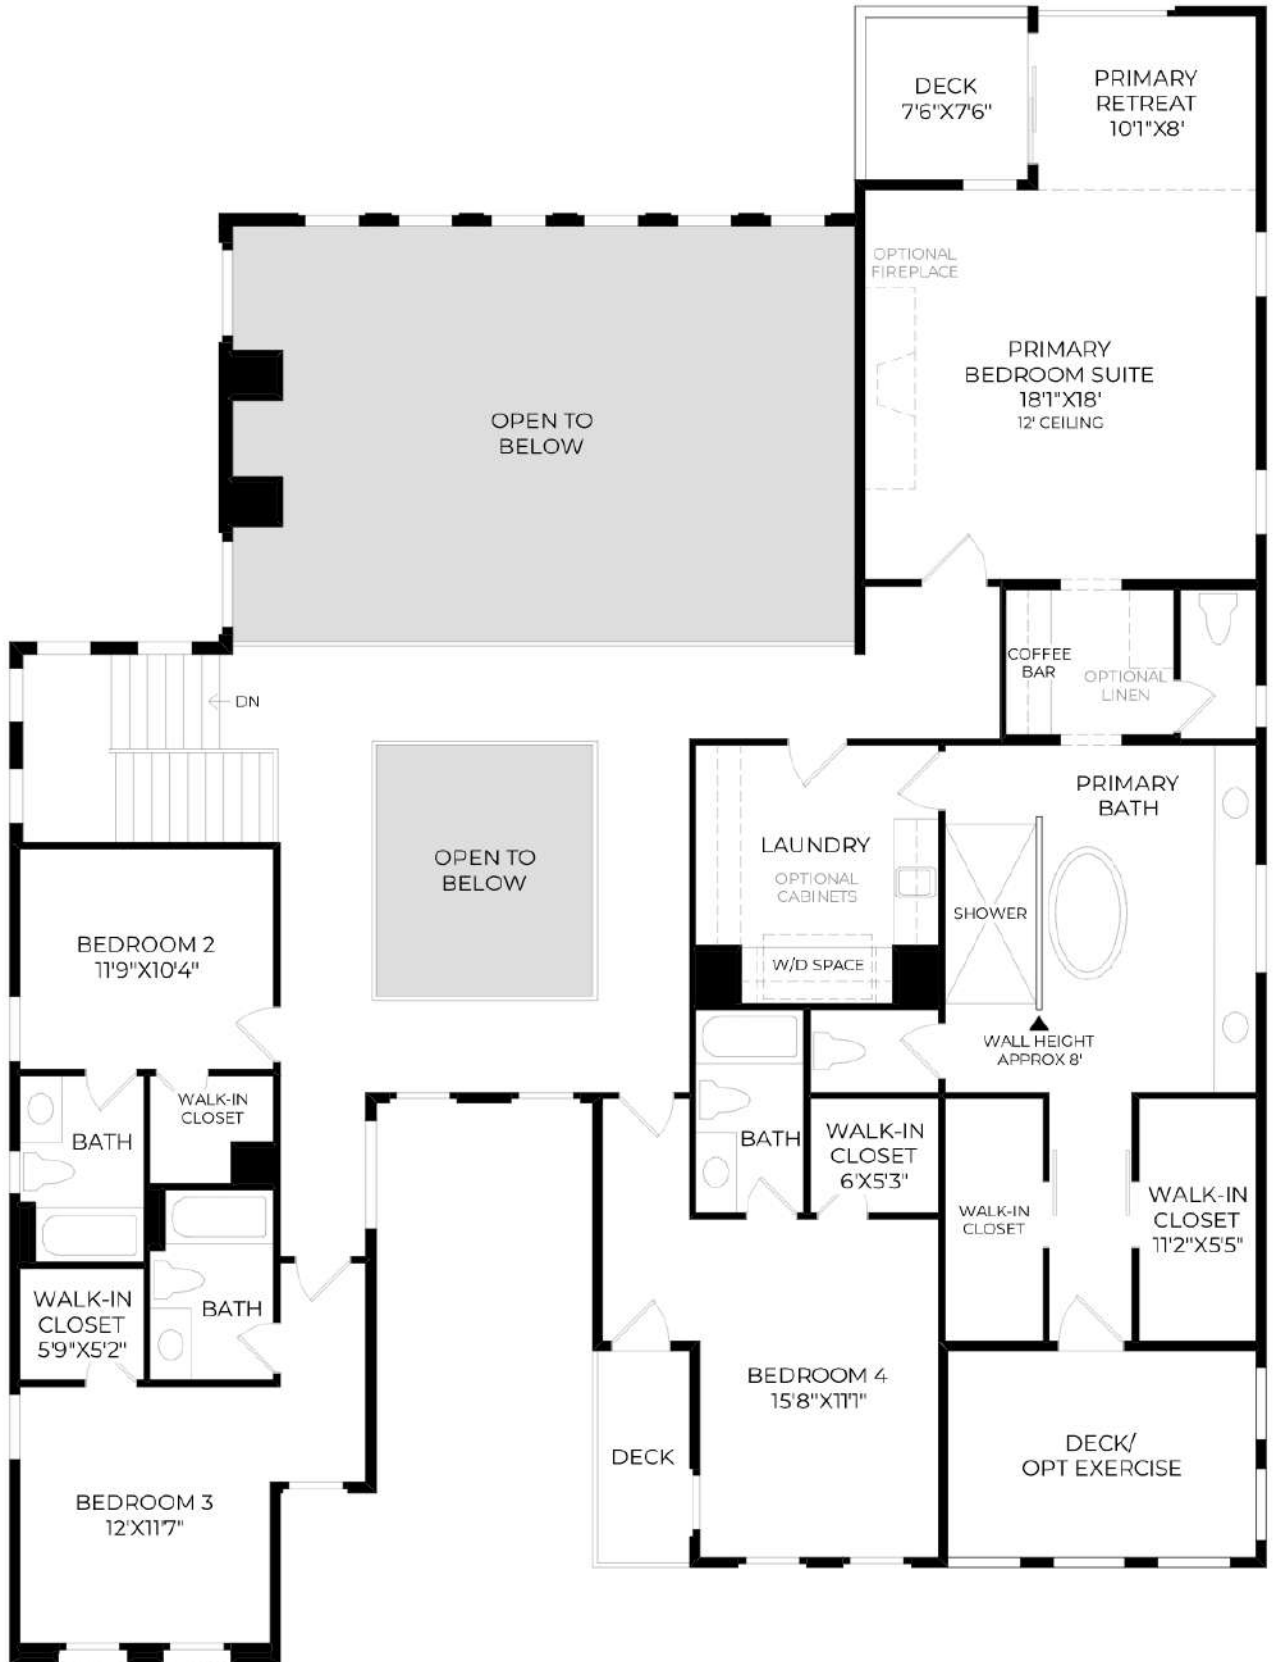 DECK
7'6"X7'6"
PRIMARY
RETREAT
10'1"X8'
OPTIONAL
FIREPLACE
PRIMARY
BEDROOM SUITE
18'1"X18'
12' CEILING
OPEN TO
BELOW
COFFEE
BAR
OPTIONAL
LINEN
DN
PRIMARY
BATH
LAUNDRY
OPTIONAL
CABINETS
OPEN TO
BELOW
SHOWER
BEDROOM 2
11'9"X10'4"
W/D SPACE
WALL HEIGHT
APPROX 8'
WALK-IN
CLOSET
BATH
BATH
WALK-IN
CLOSET
6'X5'3"
WALK-IN
CLOSET
WALK-IN
CLOSET
11'2"X5'5"
WALK-IN
CLOSET
5'9"X5'2"
BATH
BEDROOM 4
15'8"X11'1"
DECK
DECK/
OPT EXERCISE
BEDROOM 3
12'X11'7"